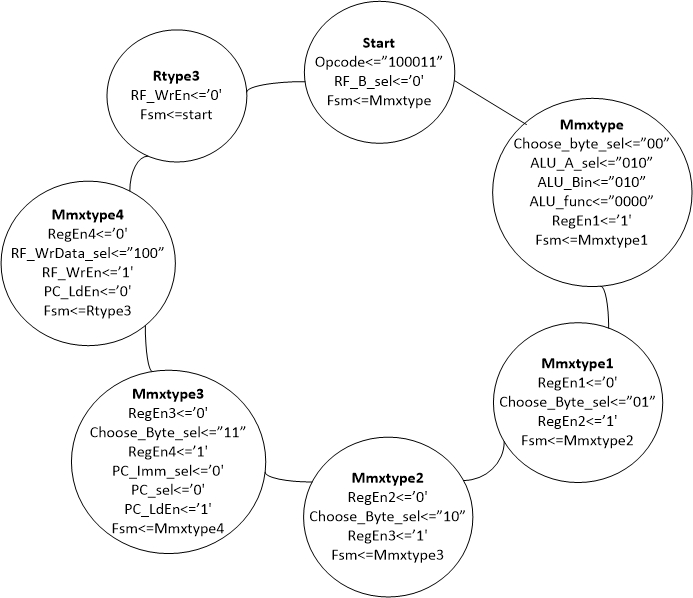 Start
Opcode<=”100011”
RF_B_sel<=’0’
Fsm<=Mmxtype
Mmxtype
Choose_byte_sel<=”00”
ALU_A_sel<=”010”
ALU_Bin<=”010”
ALU_func<=”0000”
RegEn1<=’1’
Fsm<=Mmxtype1
Mmxtype1
RegEn1<=’0’
Choose_Byte_sel<=”01”
RegEn2<=’1’
Fsm<=Mmxtype2
Mmxtype2
RegEn2<=’0’
Choose_Byte_sel<=”10”
RegEn3<=’1’
Fsm<=Mmxtype3
Mmxtype3
RegEn3<=’0’
Choose_Byte_sel<=”11”
RegEn4<=’1’
PC_Imm_sel<=’0’
PC_sel<=’0’
PC_LdEn<=’1’
Fsm<=Mmxtype4
Mmxtype4
RegEn4<=’0’
RF_WrData_sel<=”100”
RF_WrEn<=’1’
PC_LdEn<=’0’
Fsm<=Rtype3
Rtype3
RF_WrEn<=’0’
Fsm<=start